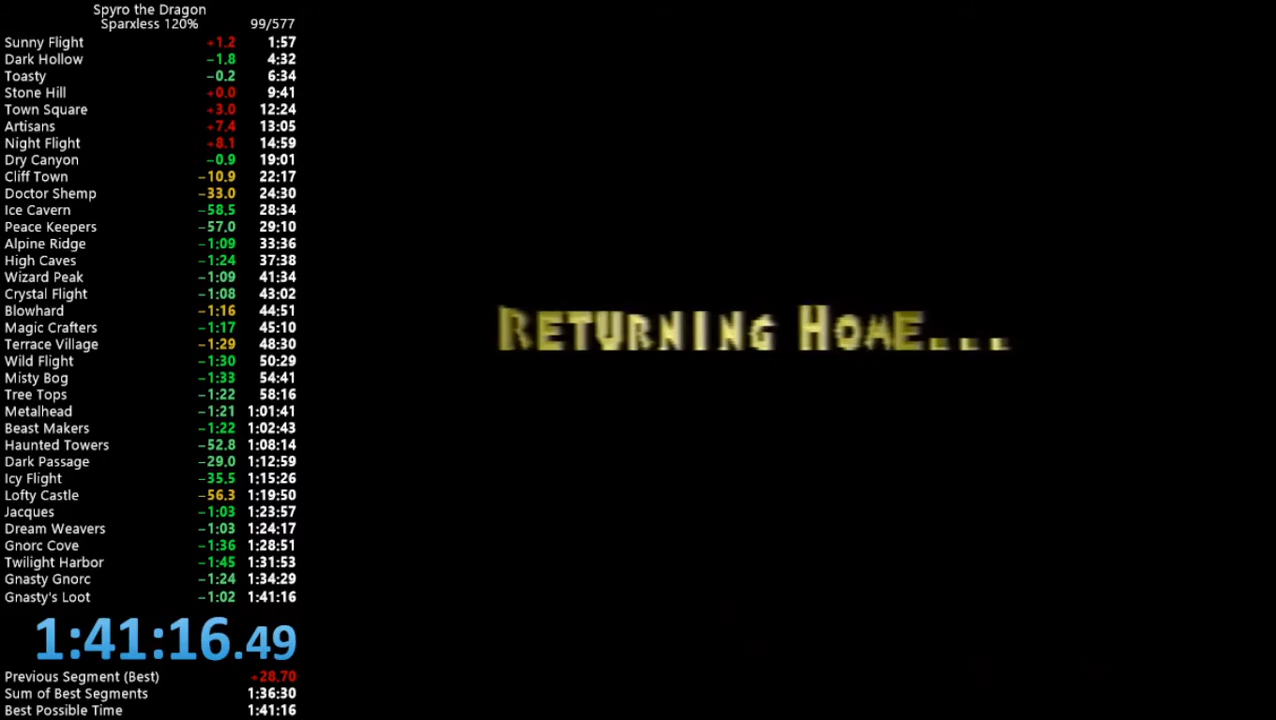 Spyro the Dragon
Sparxless 120% 99/577
Sunny Flight +1.2 1:57
Dark Hollow −1.8 4:32
Toasty −0.2 6:34
Stone Hill +0.0 9:41
Town Square +3.0 12:24
Artisans +7.4 13:05
Night Flight +8.1 14:59
Dry Canyon −0.9 19:01
Cliff Town −10.9 22:17
Doctor Shemp −33.0 24:30
Ice Cavern −58.5 28:34
Peace Keepers −57.0 29:10
Alpine Ridge −1:09 33:36
High Caves −1:24 37:38
Wizard Peak −1:09 41:34
Crystal Flight −1:08 43:02
Blowhard −1:16 44:51
Magic Crafters −1:17 45:10
Terrace Village −1:29 48:30
Wild Flight −1:30 50:29
Misty Bog −1:33 54:41
Tree Tops −1:22 58:16
Metalhead −1:21 1:01:41
Beast Makers −1:22 1:02:43
Haunted Towers −52.8 1:08:14
Dark Passage −29.0 1:12:59
Icy Flight −35.5 1:15:26
Lofty Castle −56.3 1:19:50
Jacques −1:03 1:23:57
Dream Weavers −1:03 1:24:17
Gnorc Cove −1:36 1:28:51
Twilight Harbor −1:45 1:31:53
Gnasty Gnorc −1:24 1:34:29
Gnasty's Loot −1:02 1:41:16
1:41:16.49
Previous Segment (Best) +28.70
Sum of Best Segments 1:36:30
Best Possible Time 1:41:16
RETURNING HOME...